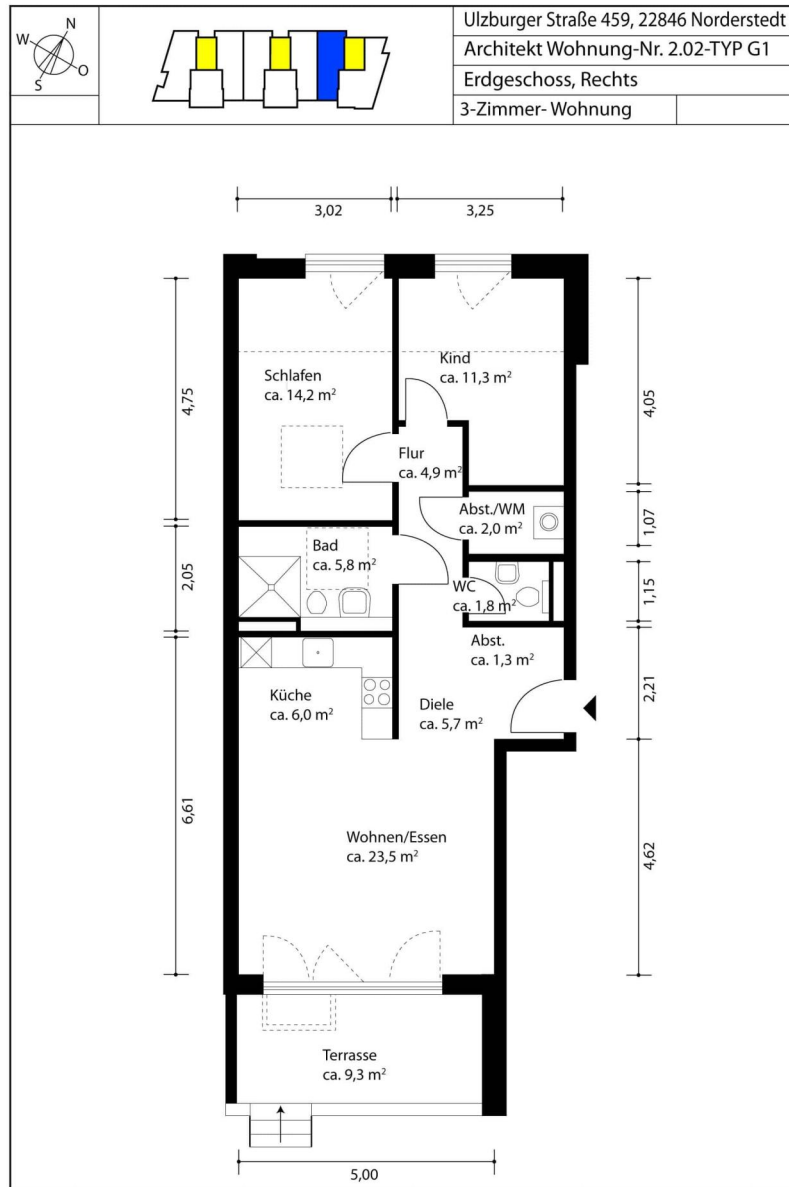 Ulzburger Straße 459, 22846 Norderstedt
Architekt Wohnung-Nr. 2.02-TYP G1
Erdgeschoss, Rechts
3-Zimmer- Wohnung
N
W
O
S
3,02
3,25
4,75
2,05
6,61
4,05
1,07
1,15
2,21
4,62
Schlafen
ca. 14,2 m²
Kind
ca. 11,3 m²
Flur
ca. 4,9 m²
Abst./WM
ca. 2,0 m²
Bad
ca. 5,8 m²
WC
ca. 1,8 m²
Abst.
ca. 1,3 m²
Küche
ca. 6,0 m²
Diele
ca. 5,7 m²
Wohnen/Essen
ca. 23,5 m²
Terrasse
ca. 9,3 m²
5,00